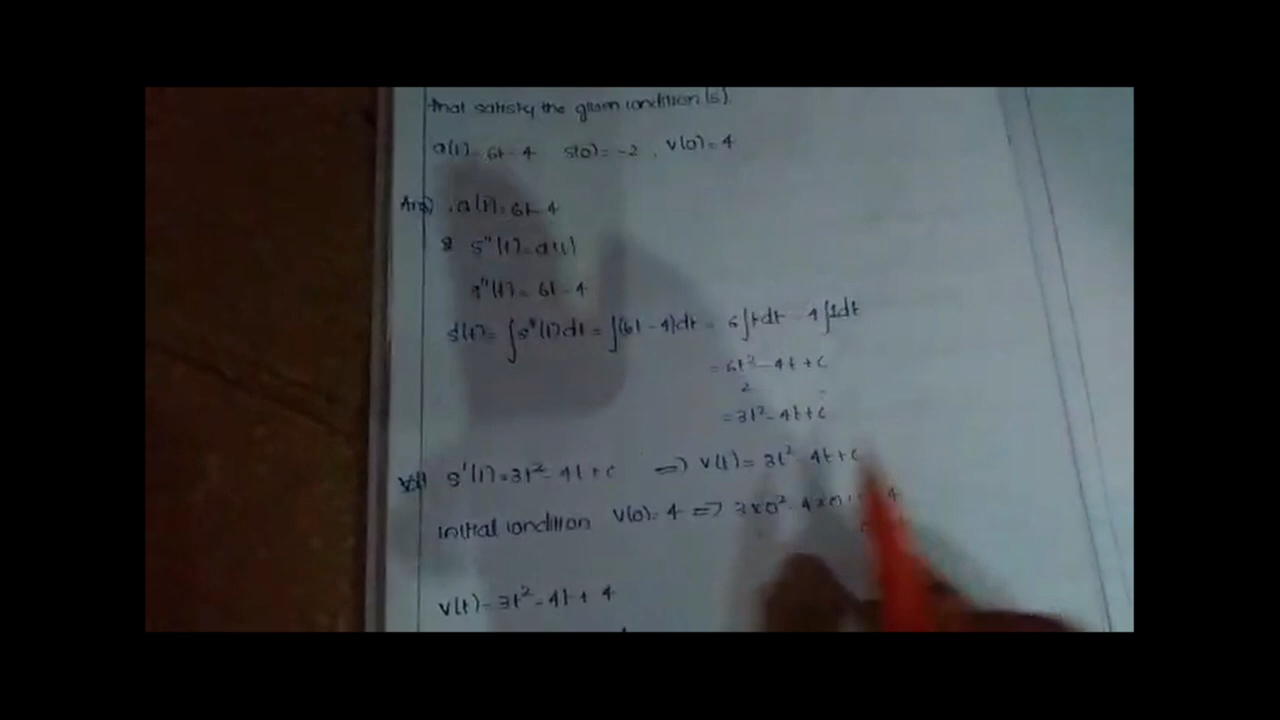 that satisfy the given condition(s).
a(t) = 6t - 4 s(0) = -2 , v(0) = 4
Ans) a(t) = 6t - 4
s''(t) = a(t)
s''(t) = 6t - 4
s'(t) = ∫s''(t)dt = ∫(6t - 4)dt = 6∫tdt - 4∫1dt
= 6t²/2 - 4t + c
= 3t² - 4t + c
s'(t) = 3t² - 4t + c ⇒ v(t) = 3t² - 4t + c
initial condition v(0) = 4 ⇒ 3×0² - 4×0 4
v(t) = 3t² - 4t + 4